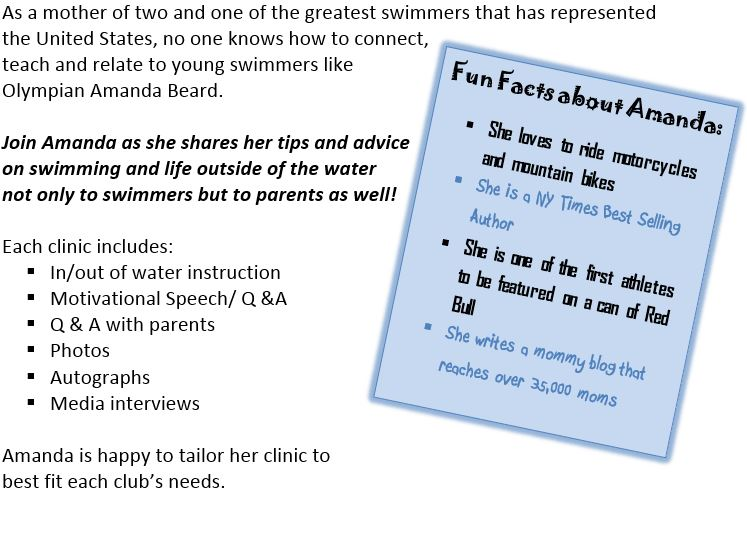 As a mother of two and one of the greatest swimmers that has represented
the United States, no one knows how to connect,
teach and relate to young swimmers like
Olympian Amanda Beard.
Join Amanda as she shares her tips and advice
on swimming and life outside of the water
not only to swimmers but to parents as well!
Each clinic includes:
▪ In/out of water instruction
▪ Motivational Speech/ Q &A
▪ Q & A with parents
▪ Photos
▪ Autographs
▪ Media interviews
Amanda is happy to tailor her clinic to
best fit each club’s needs.
Fun Facts about Amanda:
▪ She loves to ride motorcycles
and mountain bikes
▪ She is a NY Times Best Selling
Author
▪ She is one of the first athletes
to be featured on a can of Red
Bull
▪ She writes a mommy blog that
reaches over 35,000 moms